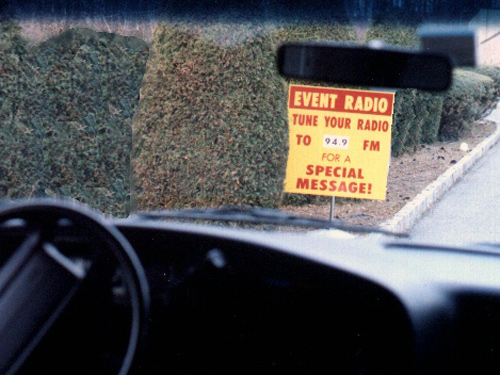 EVENT RADIO
TUNE YOUR RADIO
TO 94.9 FM
FOR A
SPECIAL
MESSAGE!